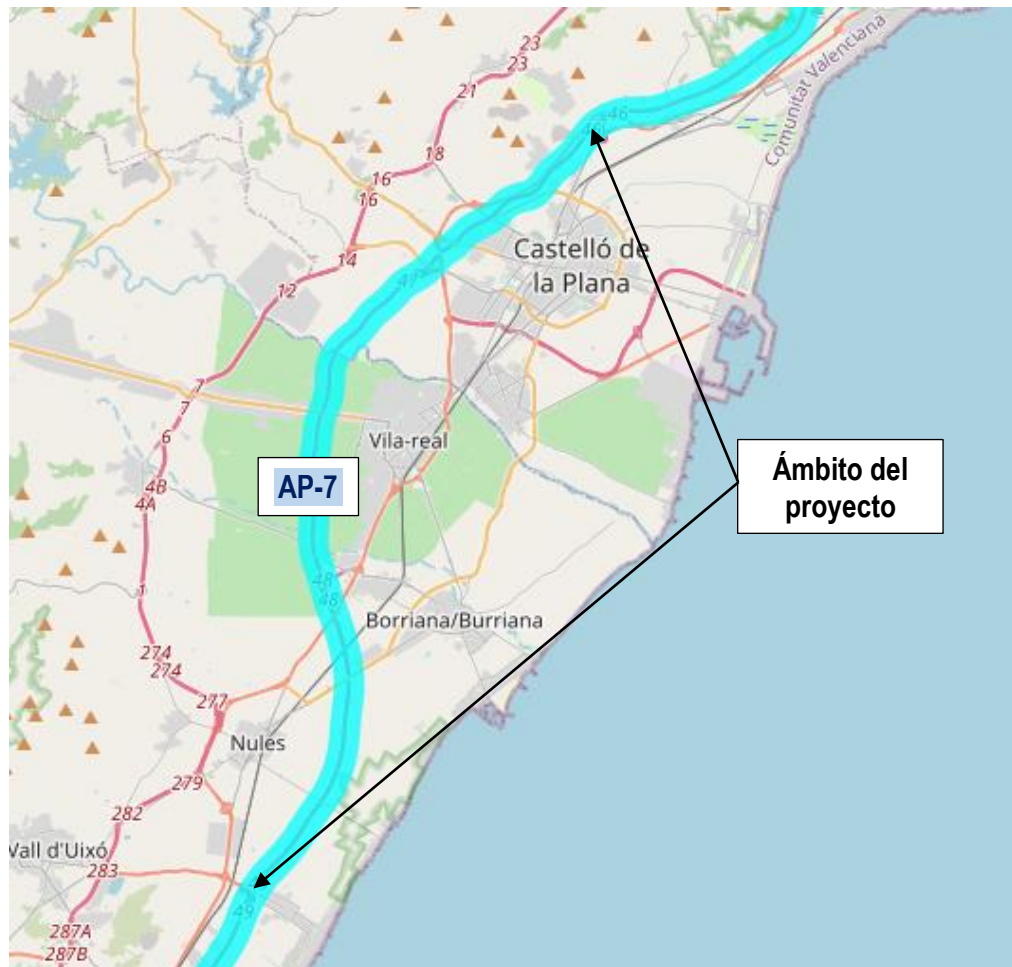 23
23
21
18
16
16
14
12
7
7
6
4B
4A
1
274
274
277
279
282
283
287A
287B
46
46
47
48
48
49
Comunitat Valenciana
Castelló de
la Plana
Vila-real
AP-7
Ámbito del
proyecto
Borriana/Burriana
Nules
Vall d'Uixó